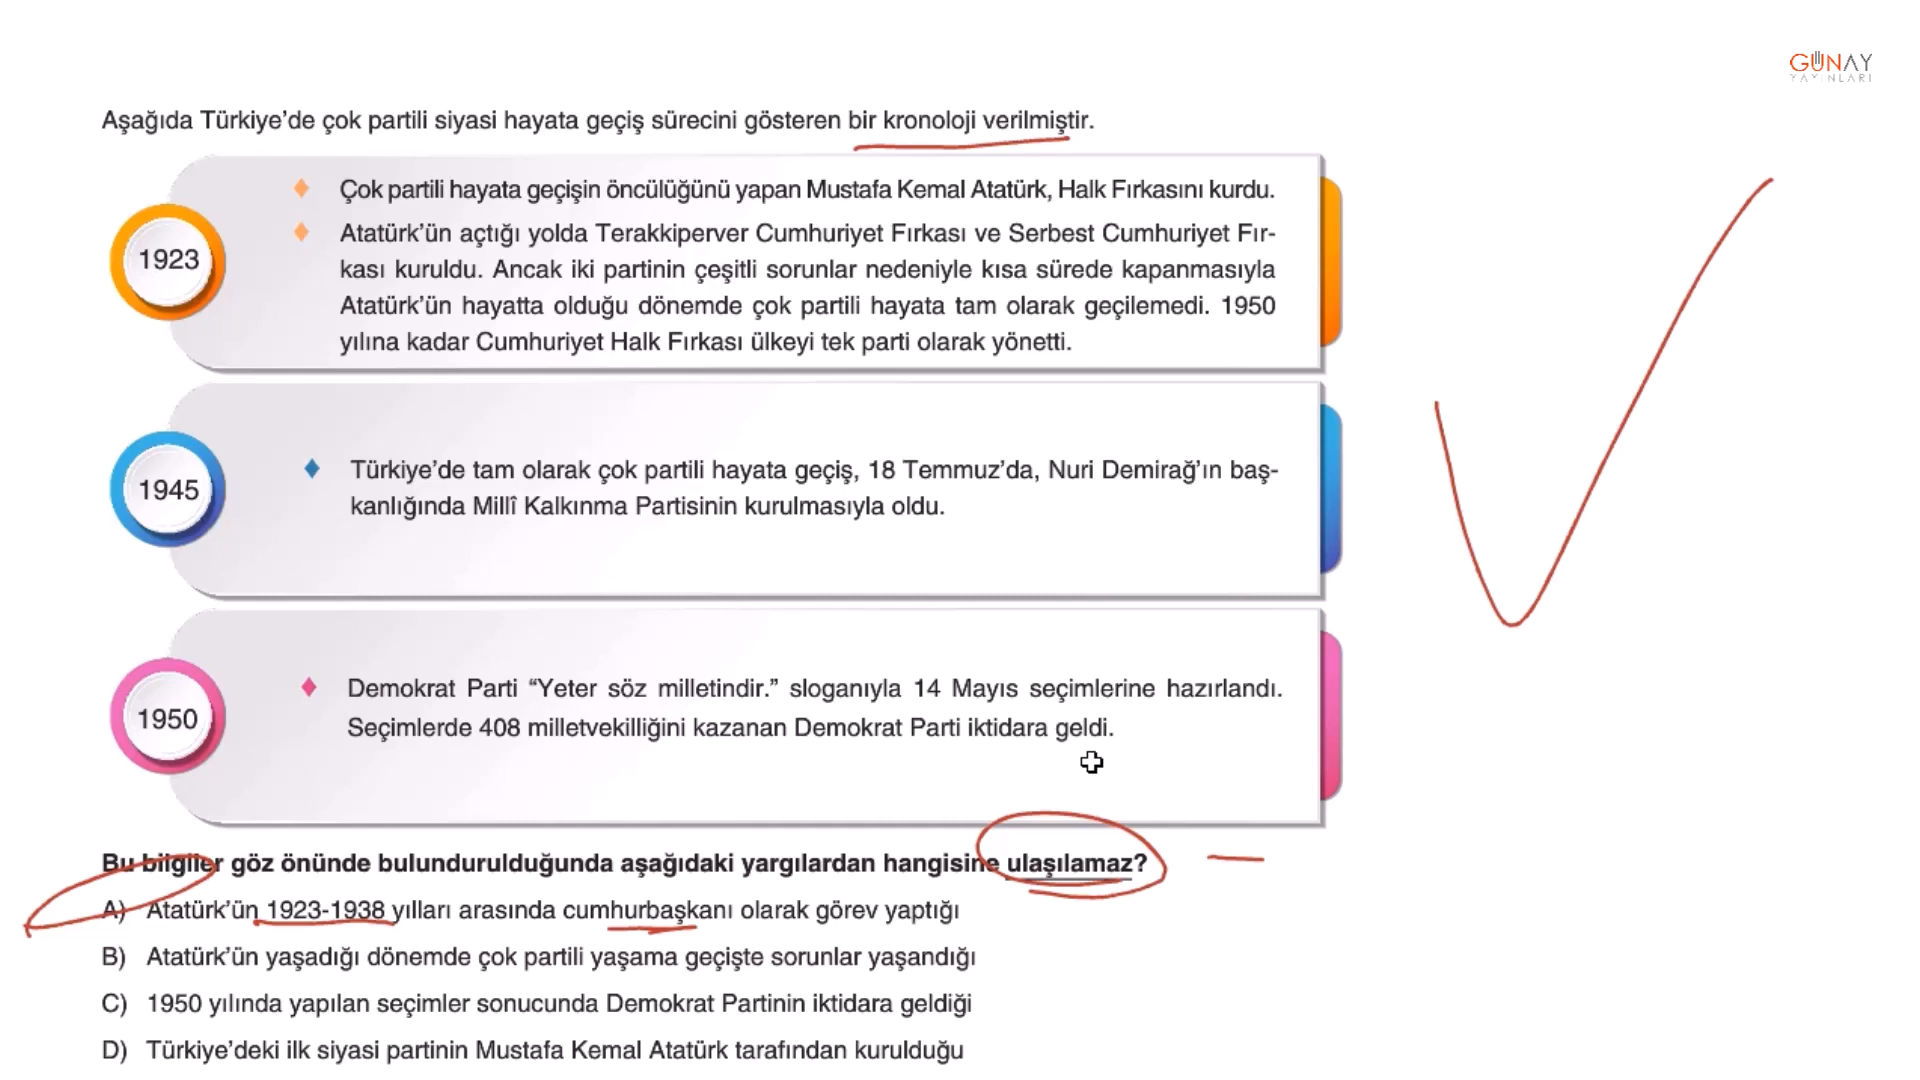 GÜNAY
YAYINLARI
Aşağıda Türkiye’de çok partili siyasi hayata geçiş sürecini gösteren bir kronoloji verilmiştir.
1923
♦ Çok partili hayata geçişin öncülüğünü yapan Mustafa Kemal Atatürk, Halk Fırkasını kurdu.
♦ Atatürk’ün açtığı yolda Terakkiperver Cumhuriyet Fırkası ve Serbest Cumhuriyet Fır-
kası kuruldu. Ancak iki partinin çeşitli sorunlar nedeniyle kısa sürede kapanmasıyla
Atatürk’ün hayatta olduğu dönemde çok partili hayata tam olarak geçilemedi. 1950
yılına kadar Cumhuriyet Halk Fırkası ülkeyi tek parti olarak yönetti.
1945
♦ Türkiye’de tam olarak çok partili hayata geçiş, 18 Temmuz’da, Nuri Demirağ’ın baş-
kanlığında Millî Kalkınma Partisinin kurulmasıyla oldu.
1950
♦ Demokrat Parti “Yeter söz milletindir.” sloganıyla 14 Mayıs seçimlerine hazırlandı.
Seçimlerde 408 milletvekilliğini kazanan Demokrat Parti iktidara geldi.
Bu bilgiler göz önünde bulundurulduğunda aşağıdaki yargılardan hangisine ulaşılamaz?
A) Atatürk’ün 1923-1938 yılları arasında cumhurbaşkanı olarak görev yaptığı
B) Atatürk’ün yaşadığı dönemde çok partili yaşama geçişte sorunlar yaşandığı
C) 1950 yılında yapılan seçimler sonucunda Demokrat Partinin iktidara geldiği
D) Türkiye’deki ilk siyasi partinin Mustafa Kemal Atatürk tarafından kurulduğu